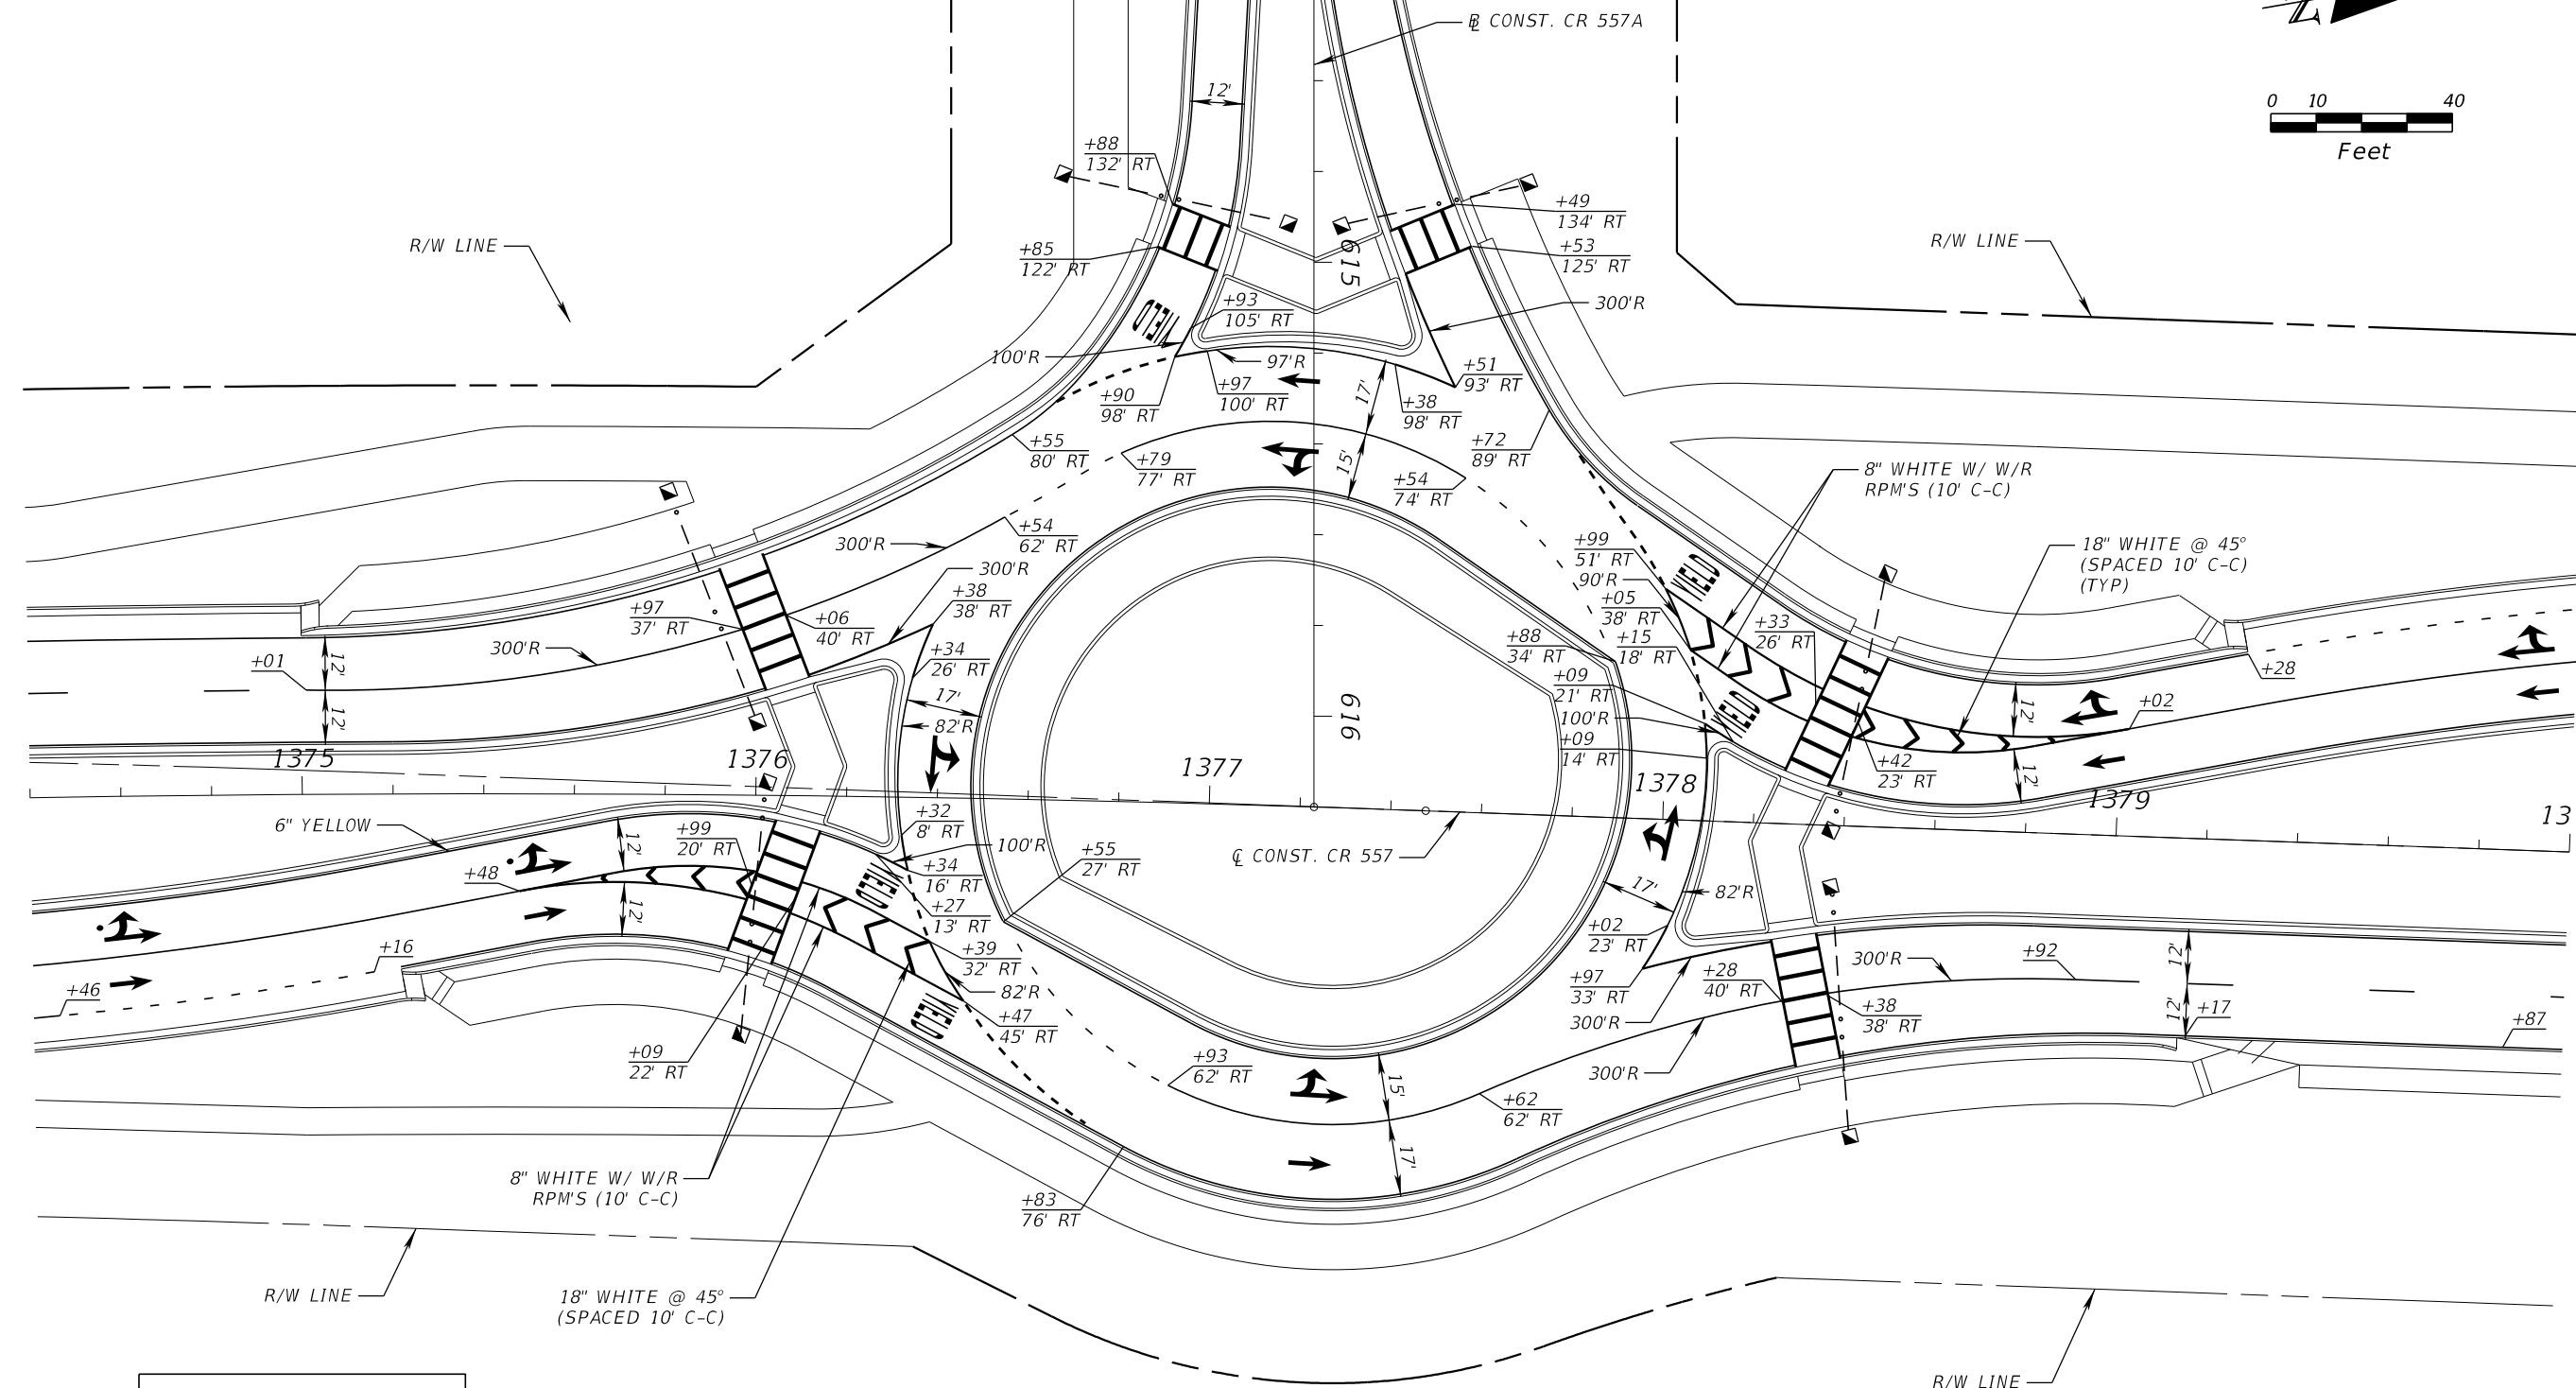 ℄ CONST. CR 557A
0 10 40
Feet
12'
+88
132' RT
+49
134' RT
+85
122' RT
+53
125' RT
R/W LINE
R/W LINE
615
+93
105' RT
300'R
100'R
97'R
+51
93' RT
+90
98' RT
+97
100' RT
17'
+38
98' RT
+55
80' RT
+79
77' RT
15'
+54
74' RT
+72
89' RT
8" WHITE W/ W/R
RPM'S (10' C-C)
+54
62' RT
300'R
300'R
+99
51' RT
90'R
18" WHITE @ 45°
(SPACED 10' C-C)
(TYP)
+38
38' RT
+97
37' RT
+06
40' RT
+05
38' RT
+33
26' RT
+88
34' RT
+15
18' RT
300'R
+01
12'
12'
+34
26' RT
17'
82'R
616
+09
21' RT
100'R
+09
14' RT
+28
+02
12'
12'
+42
23' RT
1375
1376
1377
1378
1379
13
6" YELLOW
12'
+99
20' RT
+32
8' RT
100'R
℄ CONST. CR 557
+48
12'
+34
16' RT
+27
13' RT
+55
27' RT
17'
82'R
+16
+46
+39
32' RT
82'R
+47
45' RT
+02
23' RT
+97
33' RT
300'R
+28
40' RT
300'R
+92
12'
12'
+17
+38
38' RT
+87
+09
22' RT
+93
62' RT
15'
300'R
+62
62' RT
17'
8" WHITE W/ W/R
RPM'S (10' C-C)
+83
76' RT
R/W LINE
18" WHITE @ 45°
(SPACED 10' C-C)
R/W LINE